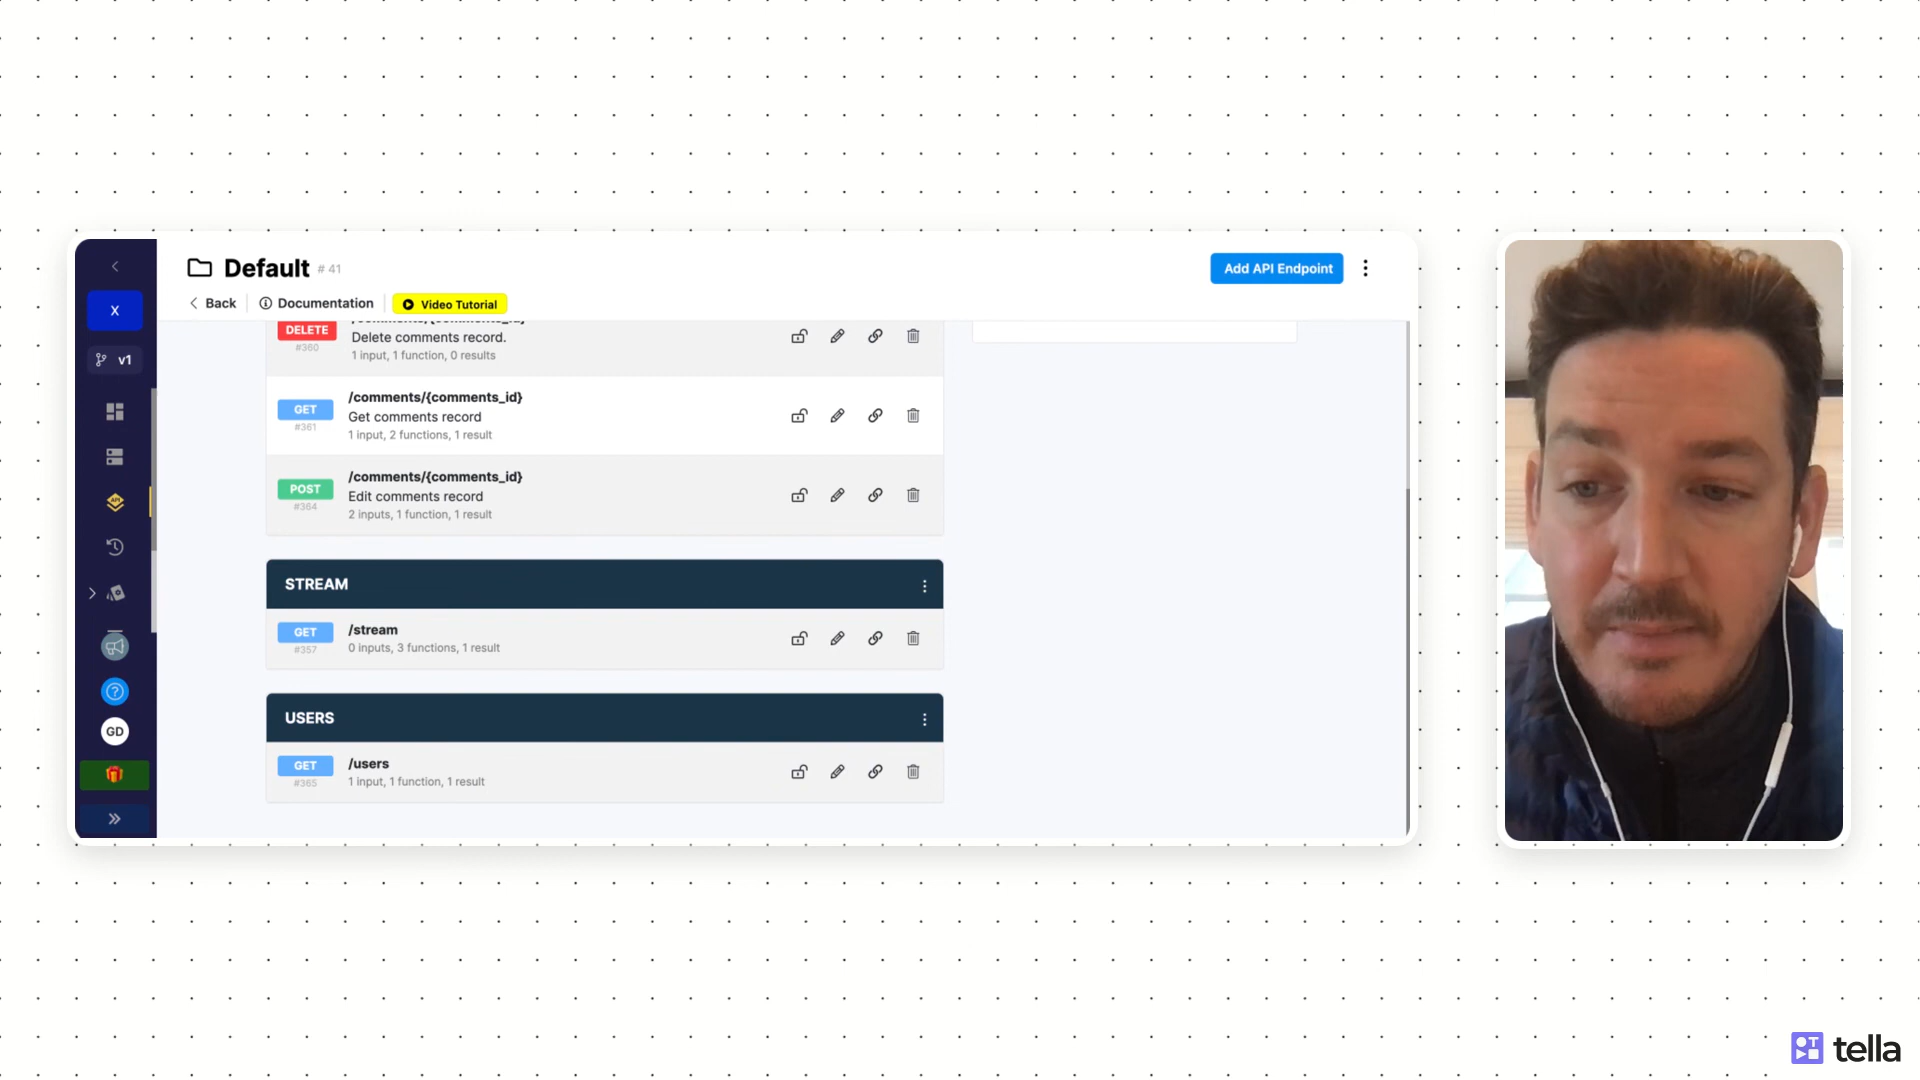 X
v1
API
GD
Default # 41
Back
Documentation
Video Tutorial
Add API Endpoint
DELETE
#360
/comments/{comments_id}
Delete comments record.
1 input, 1 function, 0 results
GET
#361
/comments/{comments_id}
Get comments record
1 input, 2 functions, 1 result
POST
#364
/comments/{comments_id}
Edit comments record
2 inputs, 1 function, 1 result
STREAM
GET
#357
/stream
0 inputs, 3 functions, 1 result
USERS
GET
#365
/users
1 input, 1 function, 1 result
tella